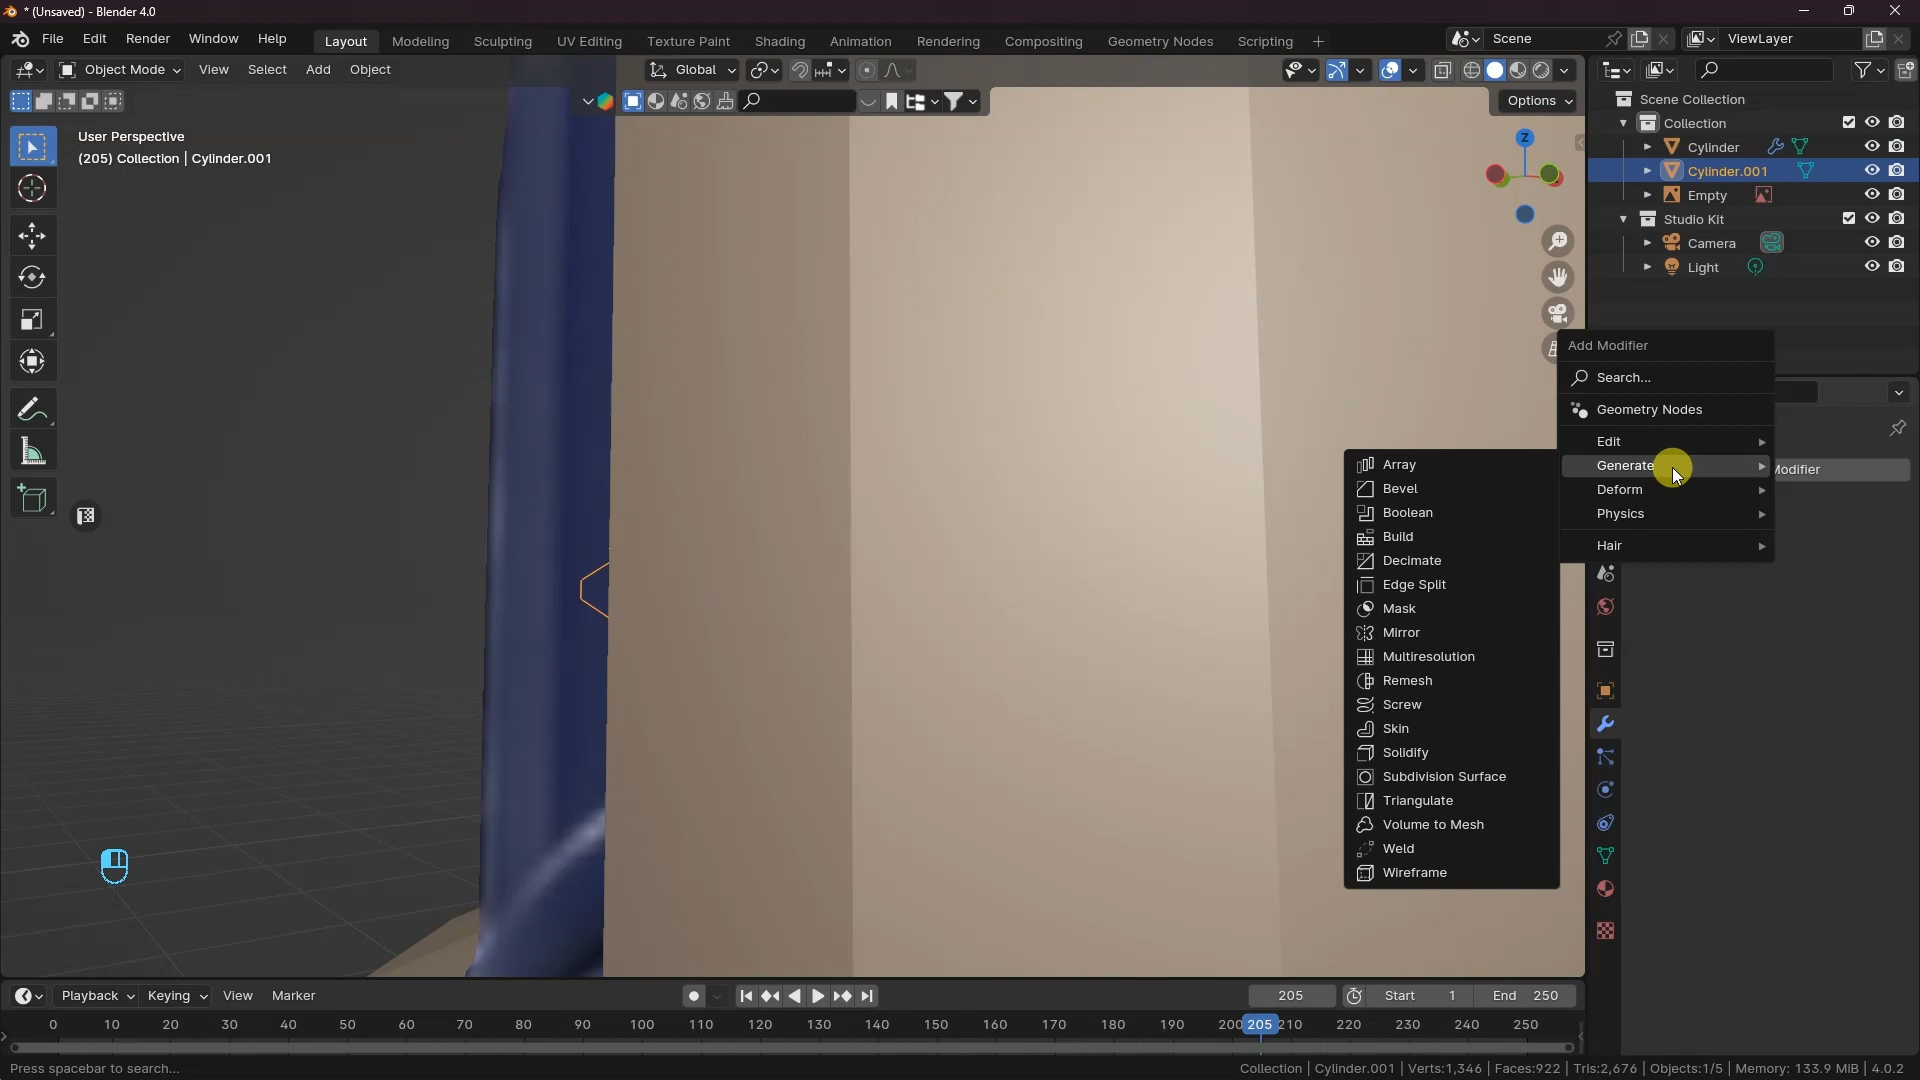 * (Unsaved) - Blender 4.0
File Edit Render Window Help
Layout Modeling Sculpting UV Editing Texture Paint Shading Animation Rendering Compositing Geometry Nodes Scripting +
Scene
ViewLayer
Object Mode View Select Add Object
Global
Options
User Perspective
(205) Collection | Cylinder.001
Z
Scene Collection
Collection
Cylinder
Cylinder.001
Empty
Studio Kit
Camera
Light
Add Modifier
Search...
Geometry Nodes
Edit
Generate
Deform
Physics
Hair
Modifier
Array
Bevel
Boolean
Build
Decimate
Edge Split
Mask
Mirror
Multiresolution
Remesh
Screw
Skin
Solidify
Subdivision Surface
Triangulate
Volume to Mesh
Weld
Wireframe
Playback Keying View Marker
205
Start 1
End 250
0 10 20 30 40 50 60 70 80 90 100 110 120 130 140 150 160 170 180 190 200 205 210 220 230 240 250
Press spacebar to search...
Collection | Cylinder.001 | Verts:1,346 | Faces:922 | Tris:2,676 | Objects:1/5 | Memory: 133.9 MiB | 4.0.2